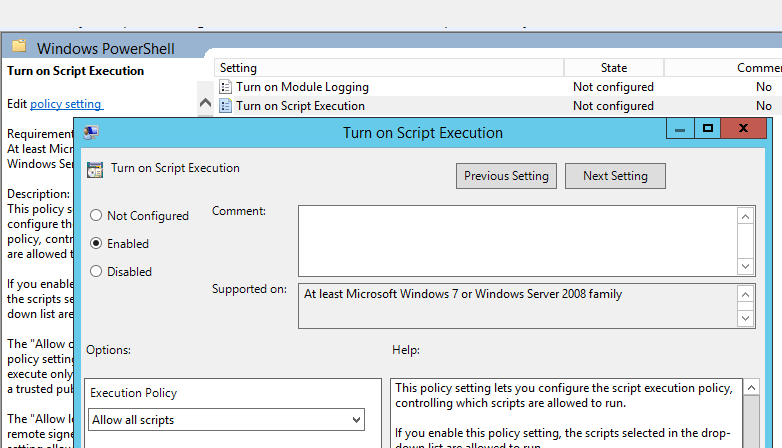 Windows PowerShell
Turn on Script Execution
Edit policy setting
Requirement
At least Micr
Windows Ser
Description:
This policy s
configure the
policy, contr
are allowed t
If you enable
the scripts se
down list are
The "Allow o
policy setting
execute only
a trusted pub
The "Allow lo
remote signe
Setting State Comme
Turn on Module Logging Not configured No
Turn on Script Execution Not configured No
Turn on Script Execution
Turn on Script Execution
Previous Setting Next Setting
Not Configured
Enabled
Disabled
Comment:
Supported on:
At least Microsoft Windows 7 or Windows Server 2008 family
Options:
Help:
Execution Policy
Allow all scripts
This policy setting lets you configure the script execution policy,
controlling which scripts are allowed to run.
If you enable this policy setting, the scripts selected in the drop-
down list are allowed to run.